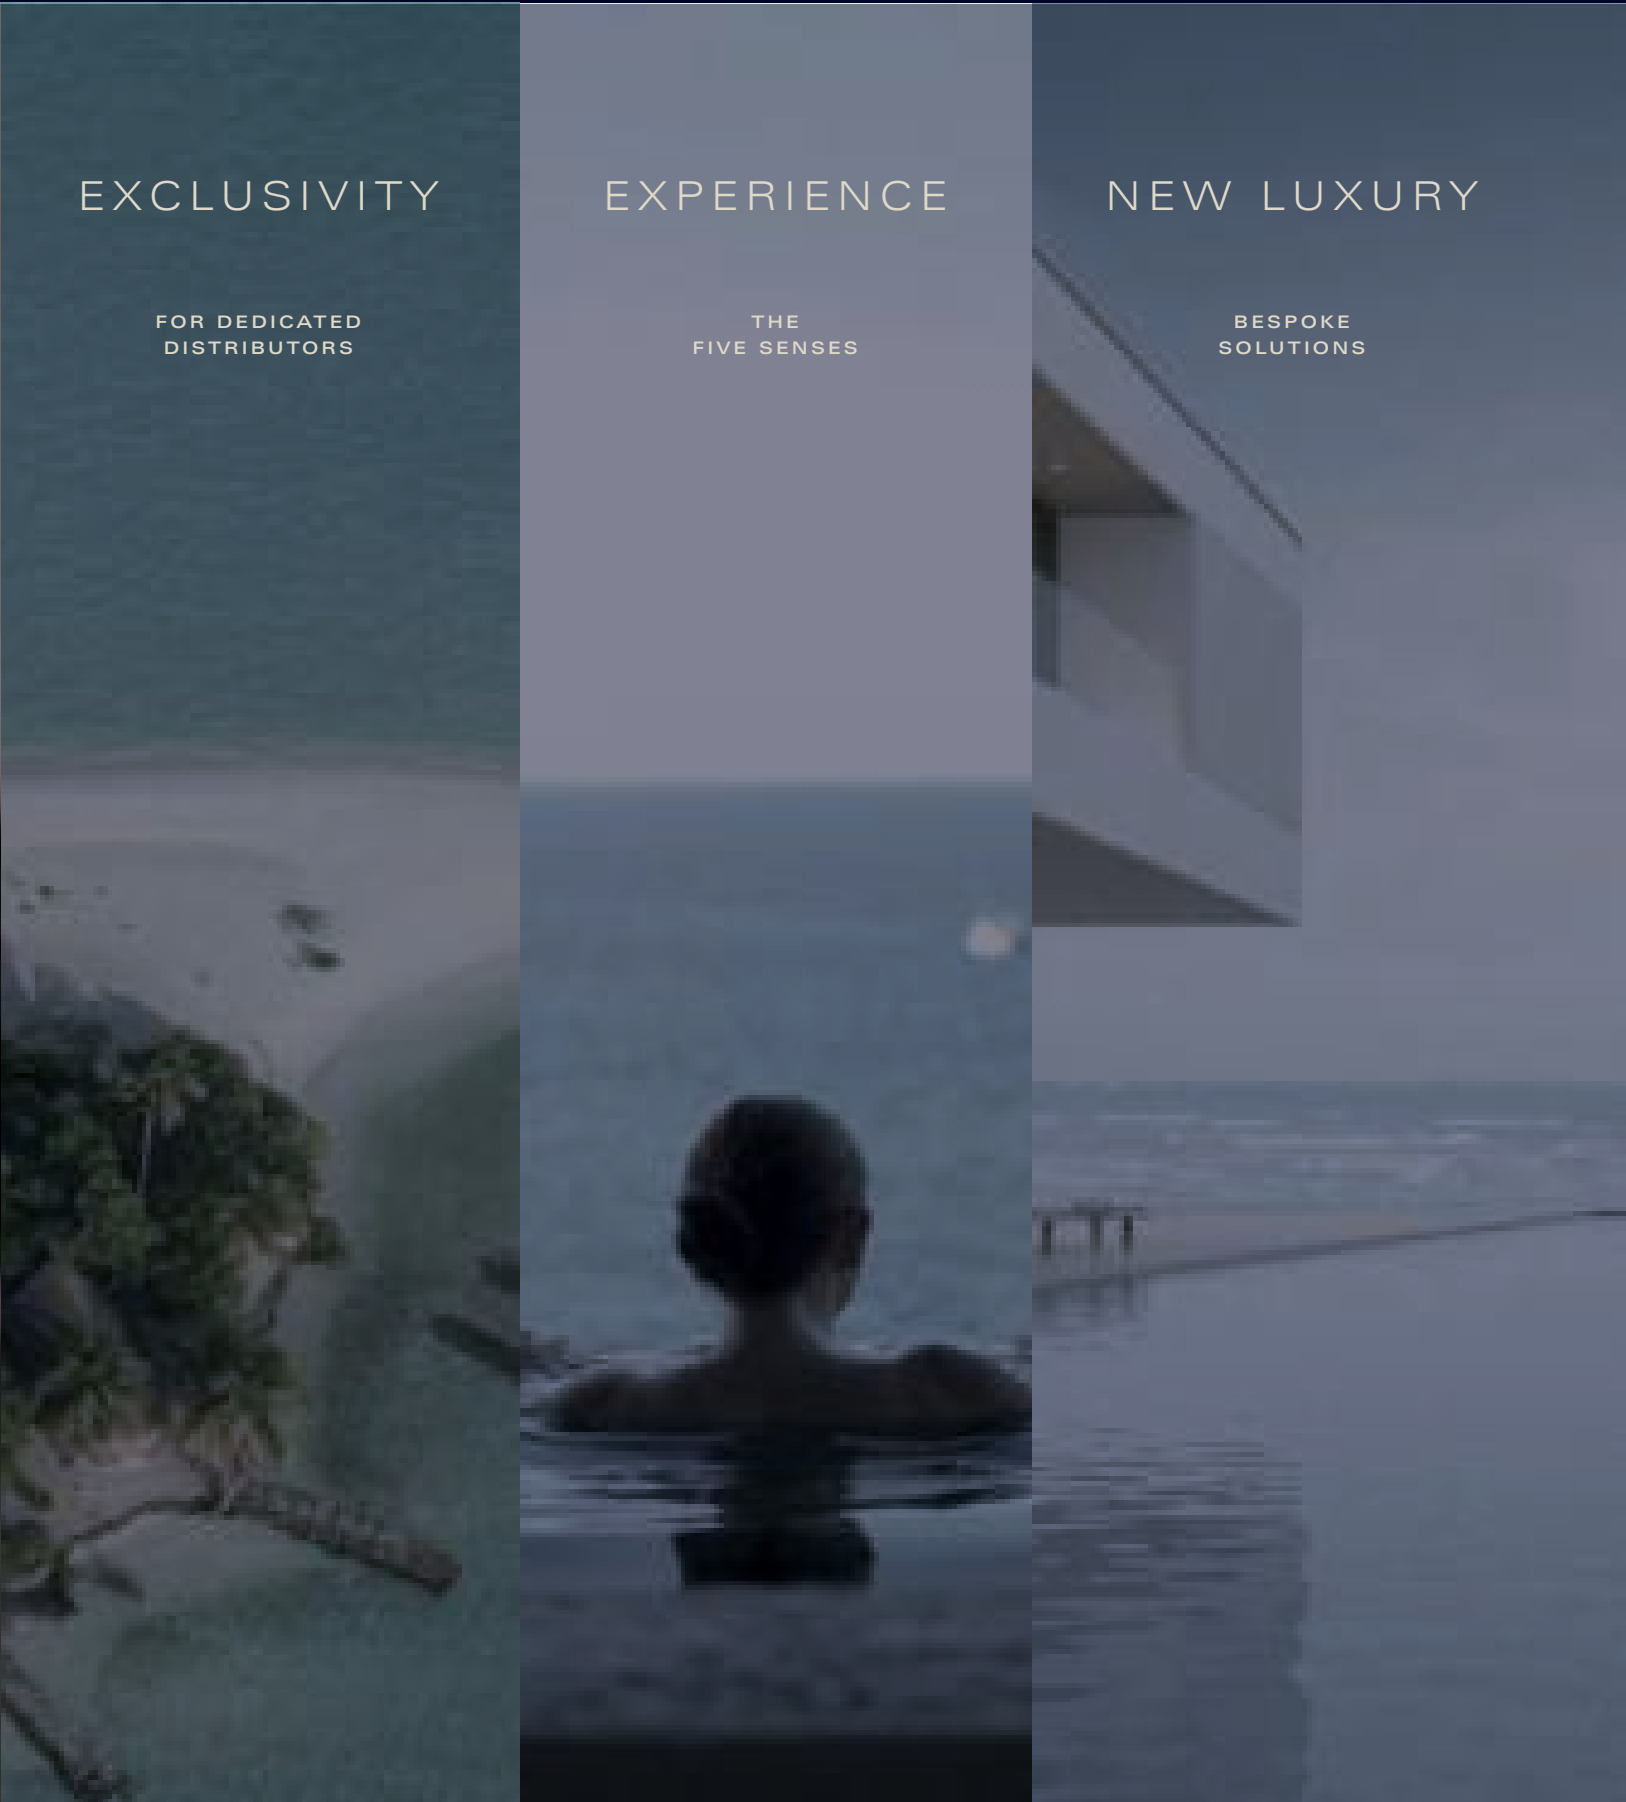 EXCLUSIVITY
FOR DEDICATED
DISTRIBUTORS
EXPERIENCE
THE
FIVE SENSES
NEW LUXURY
BESPOKE
SOLUTIONS